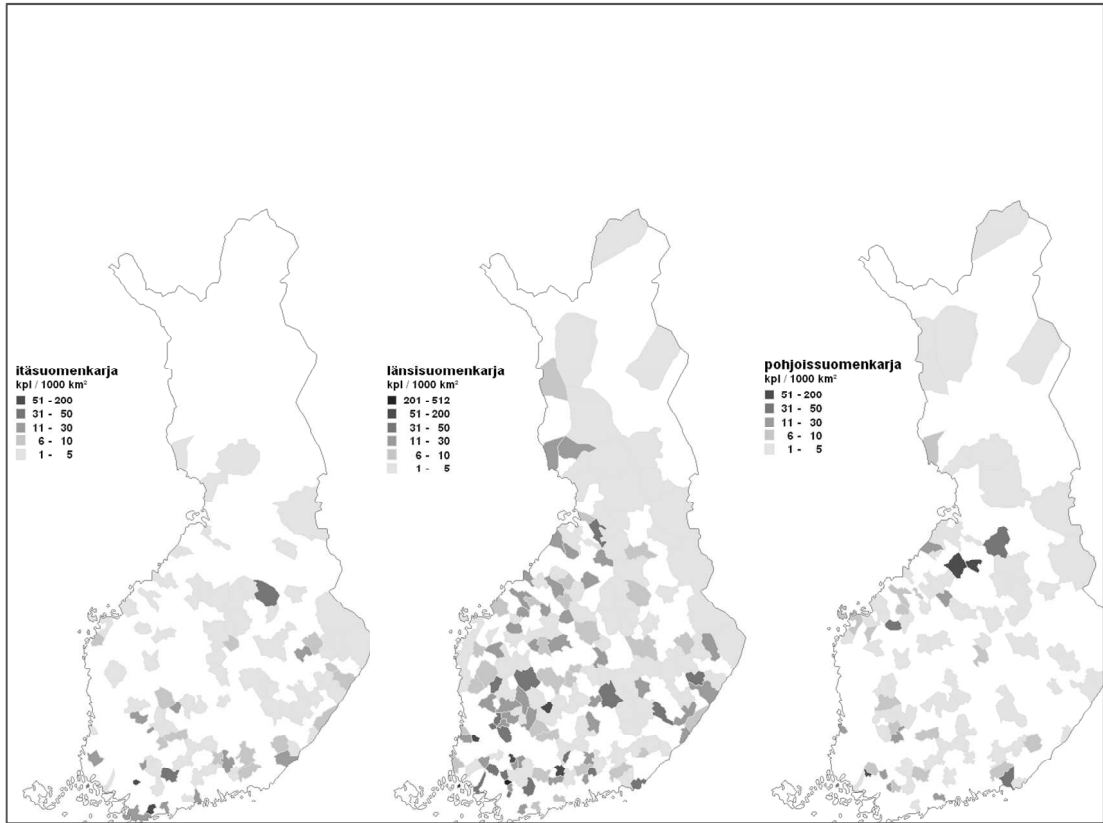 itäsuomenkarja
kpl / 1000 km²
51 - 200
31 - 50
11 - 30
6 - 10
1 - 5
länsisuomenkarja
kpl / 1000 km²
201 - 512
51 - 200
31 - 50
11 - 30
6 - 10
1 - 5
pohjoissuomenkarja
kpl / 1000 km²
51 - 200
31 - 50
11 - 30
6 - 10
1 - 5